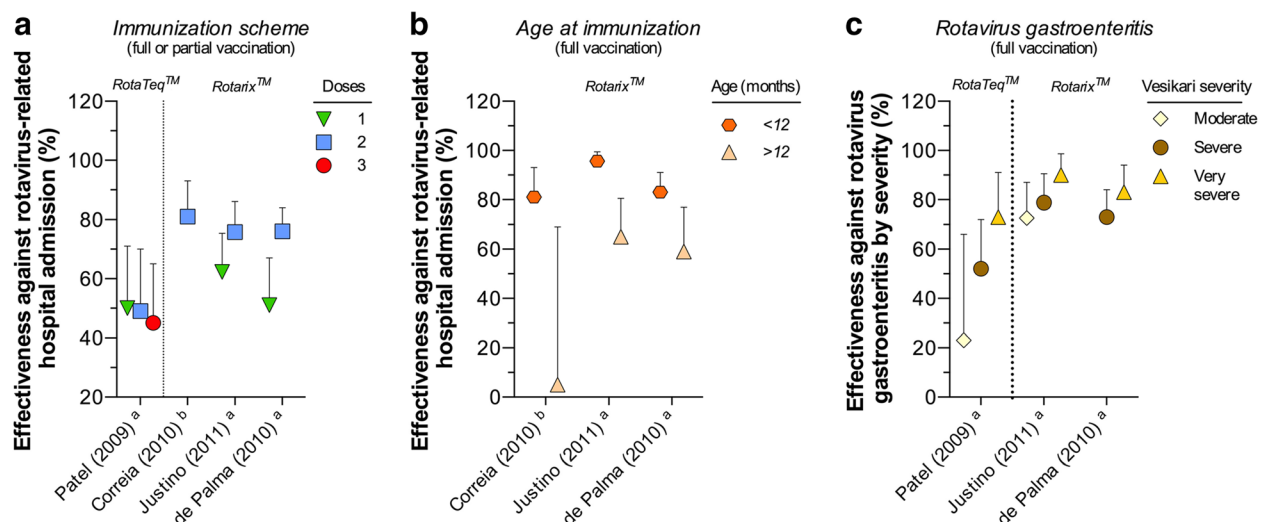 a
Immunization scheme
(full or partial vaccination)
Effectiveness against rotavirus-related
hospital admission (%)
RotaTeq™
Rotarix™
Doses
1
2
3
120
100
80
60
40
20
Patel (2009) a
Correia (2010) b
Justino (2011) a
de Palma (2010) a
b
Age at immunization
(full vaccination)
Effectiveness against rotavirus-related
hospital admission (%)
Rotarix™
Age (months)
<12
>12
120
100
80
60
40
20
0
Correia (2010) b
Justino (2011) a
de Palma (2010) a
c
Rotavirus gastroenteritis
(full vaccination)
Effectiveness against rotavirus
gastroenteritis by severity (%)
RotaTeq™
Rotarix™
Vesikari severity
Moderate
Severe
Very
severe
120
100
80
60
40
20
0
Patel (2009) a
Justino (2011) a
de Palma (2010) a